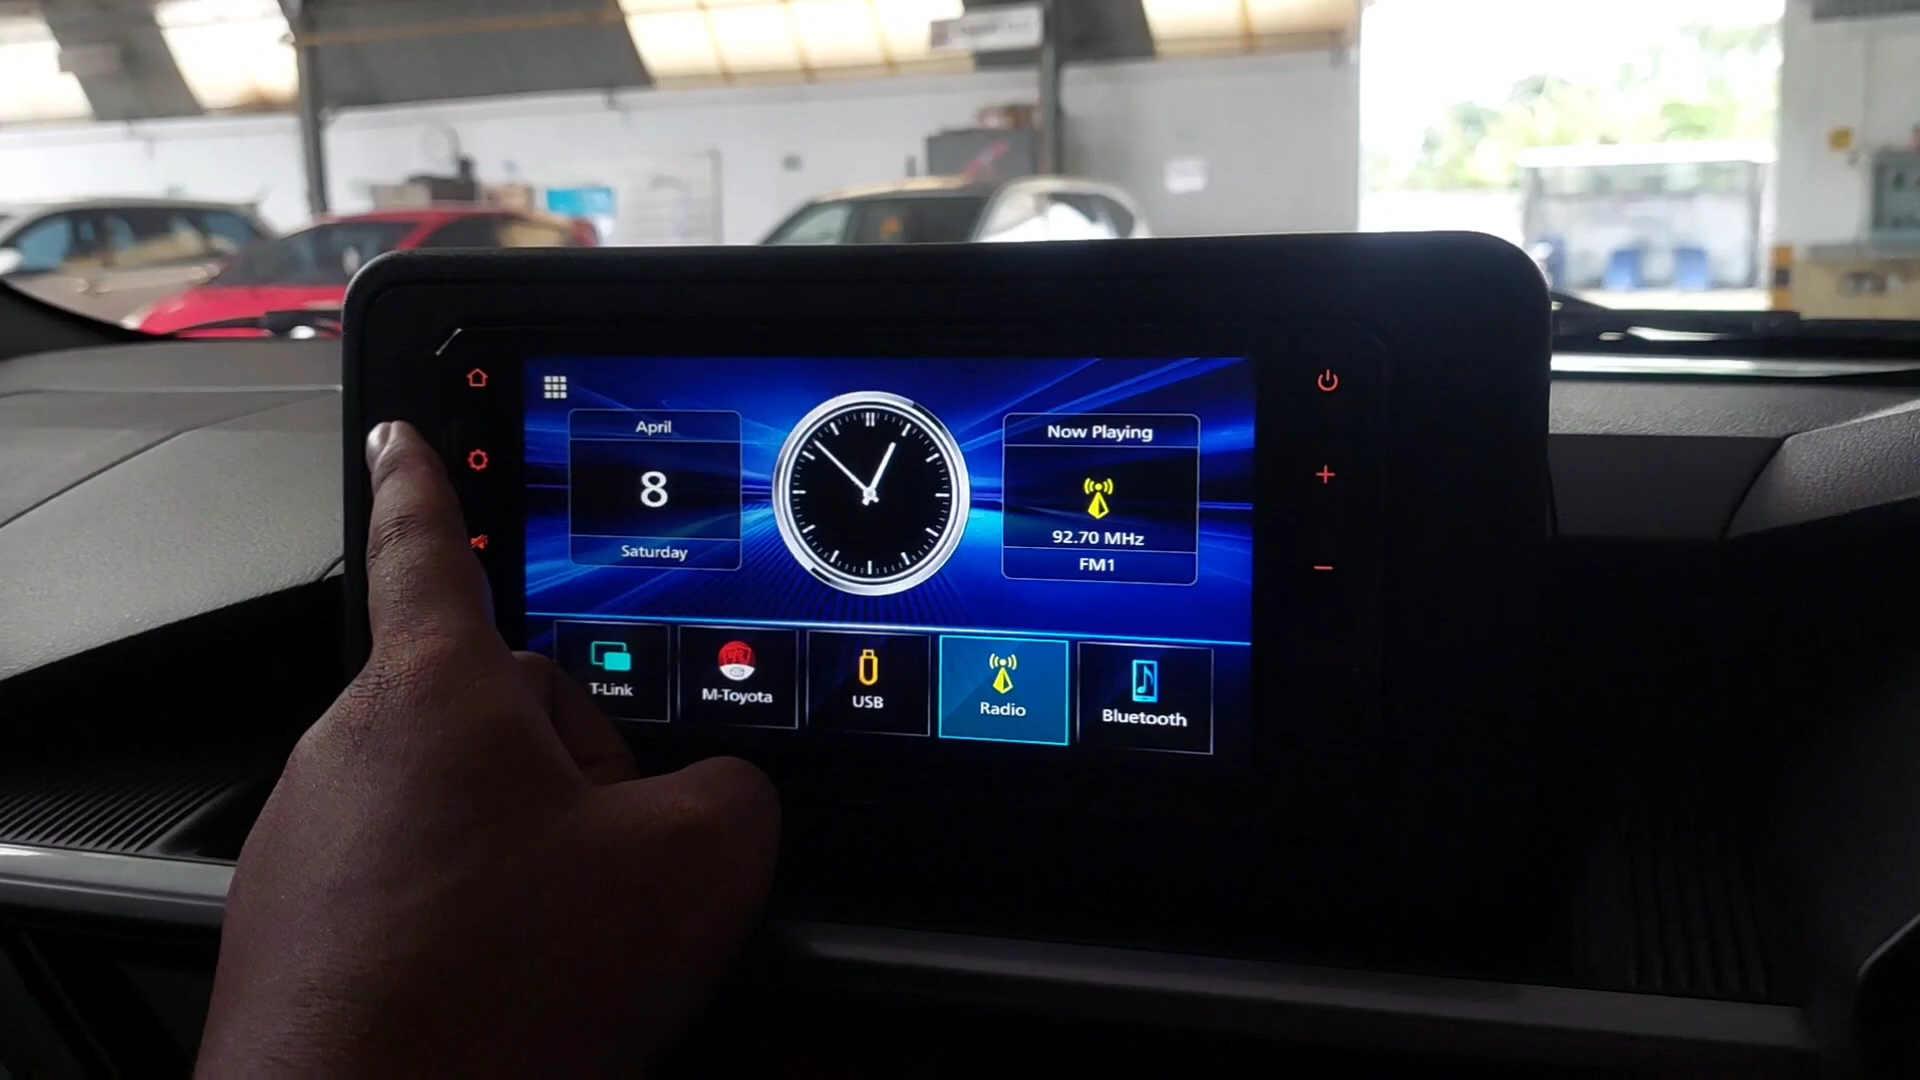 April
8
Saturday
Now Playing
92.70 MHz
FM1
T-Link
M-Toyota
USB
Radio
Bluetooth